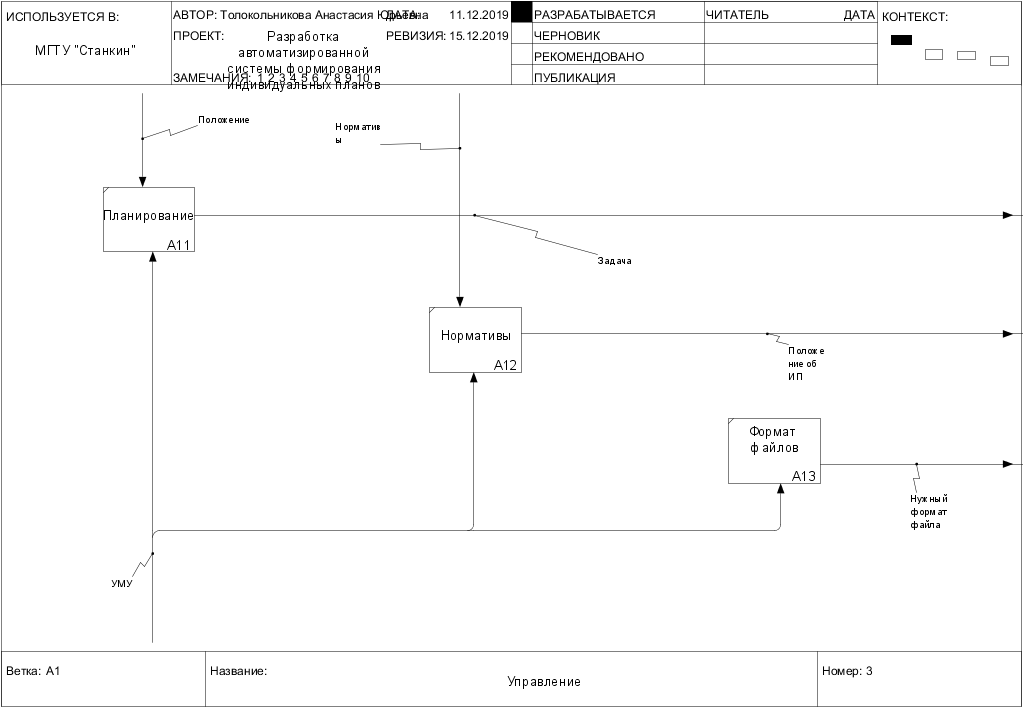 ИСПОЛЬЗУЕТСЯ В:
МГТУ "Станкин"
АВТОР: Толокольникова Анастасия Юрьевна
ДАТА: 11.12.2019
ПРОЕКТ:
Разработка
автоматизированной
системы формирования
индивидуальных планов
РЕВИЗИЯ: 15.12.2019
ЗАМЕЧАНИЯ: 1 2 3 4 5 6 7 8 9 10
РАЗРАБАТЫВАЕТСЯ
ЧЕРНОВИК
РЕКОМЕНДОВАНО
ПУБЛИКАЦИЯ
ЧИТАТЕЛЬ
ДАТА
КОНТЕКСТ:
Положение
Норматив
ы
Планирование
A11
Задача
Нормативы
A12
Положе
ние об
ИП
Формат
файлов
A13
Нужный
формат
файла
УМУ
Ветка: A1
Название:
Управление
Номер: 3